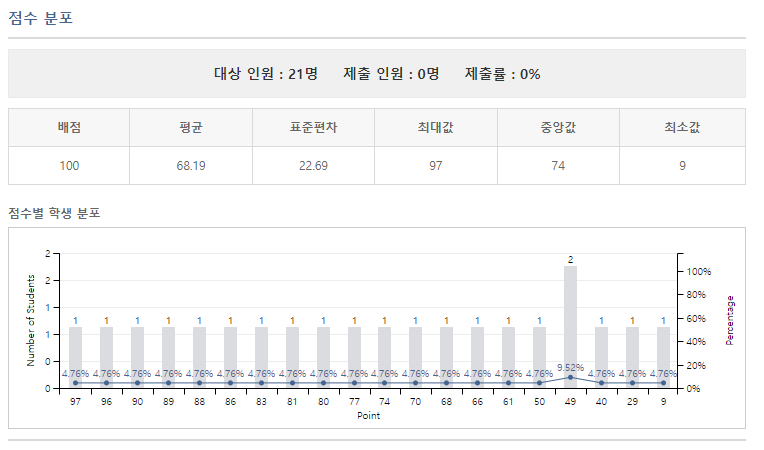 점수 분포
대상 인원 : 21명 제출 인원 : 0명 제출률 : 0%
배점 평균 표준편차 최대값 중앙값 최소값
100 68.19 22.69 97 74 9
점수별 학생 분포
2
2
1
1
0
0
Number of Students
1 1 1 1 1 1 1 1 1 1 1 1 1 1 1 1 2 1 1 1
4.76% 4.76% 4.76% 4.76% 4.76% 4.76% 4.76% 4.76% 4.76% 4.76% 4.76% 4.76% 4.76% 4.76% 4.76% 4.76% 9.52% 4.76% 4.76% 4.76%
100%
80%
60%
40%
20%
0%
Percentage
97 96 90 89 88 86 83 81 80 77 74 70 68 66 61 50 49 40 29 9
Point